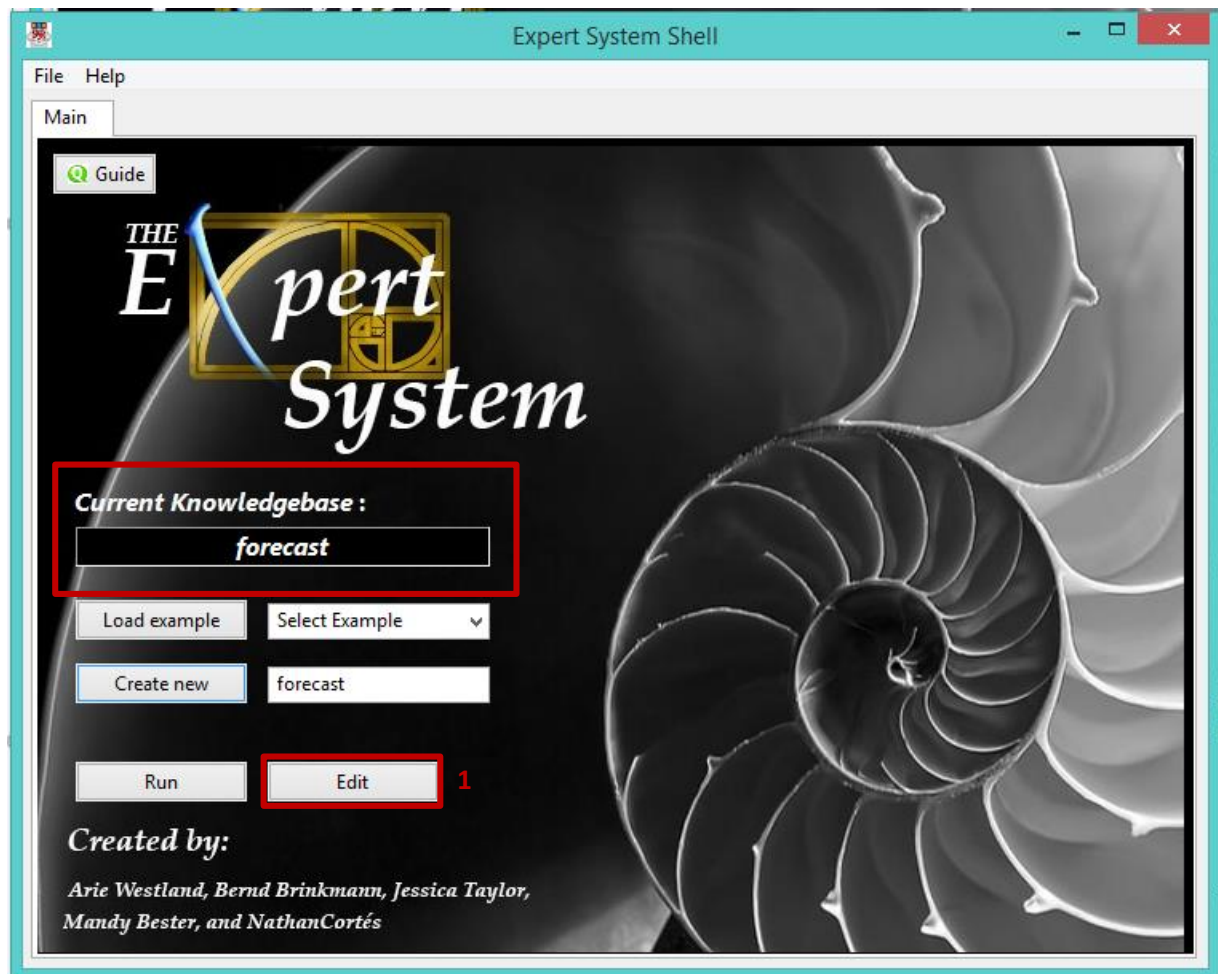 Expert System Shell
File Help
Main
Guide
THE
Expert
System
Current Knowledgebase :
forecast
Load example Select Example
Create new forecast
Run Edit 1
Created by:
Arie Westland, Bernd Brinkmann, Jessica Taylor,
Mandy Bester, and NathanCortés